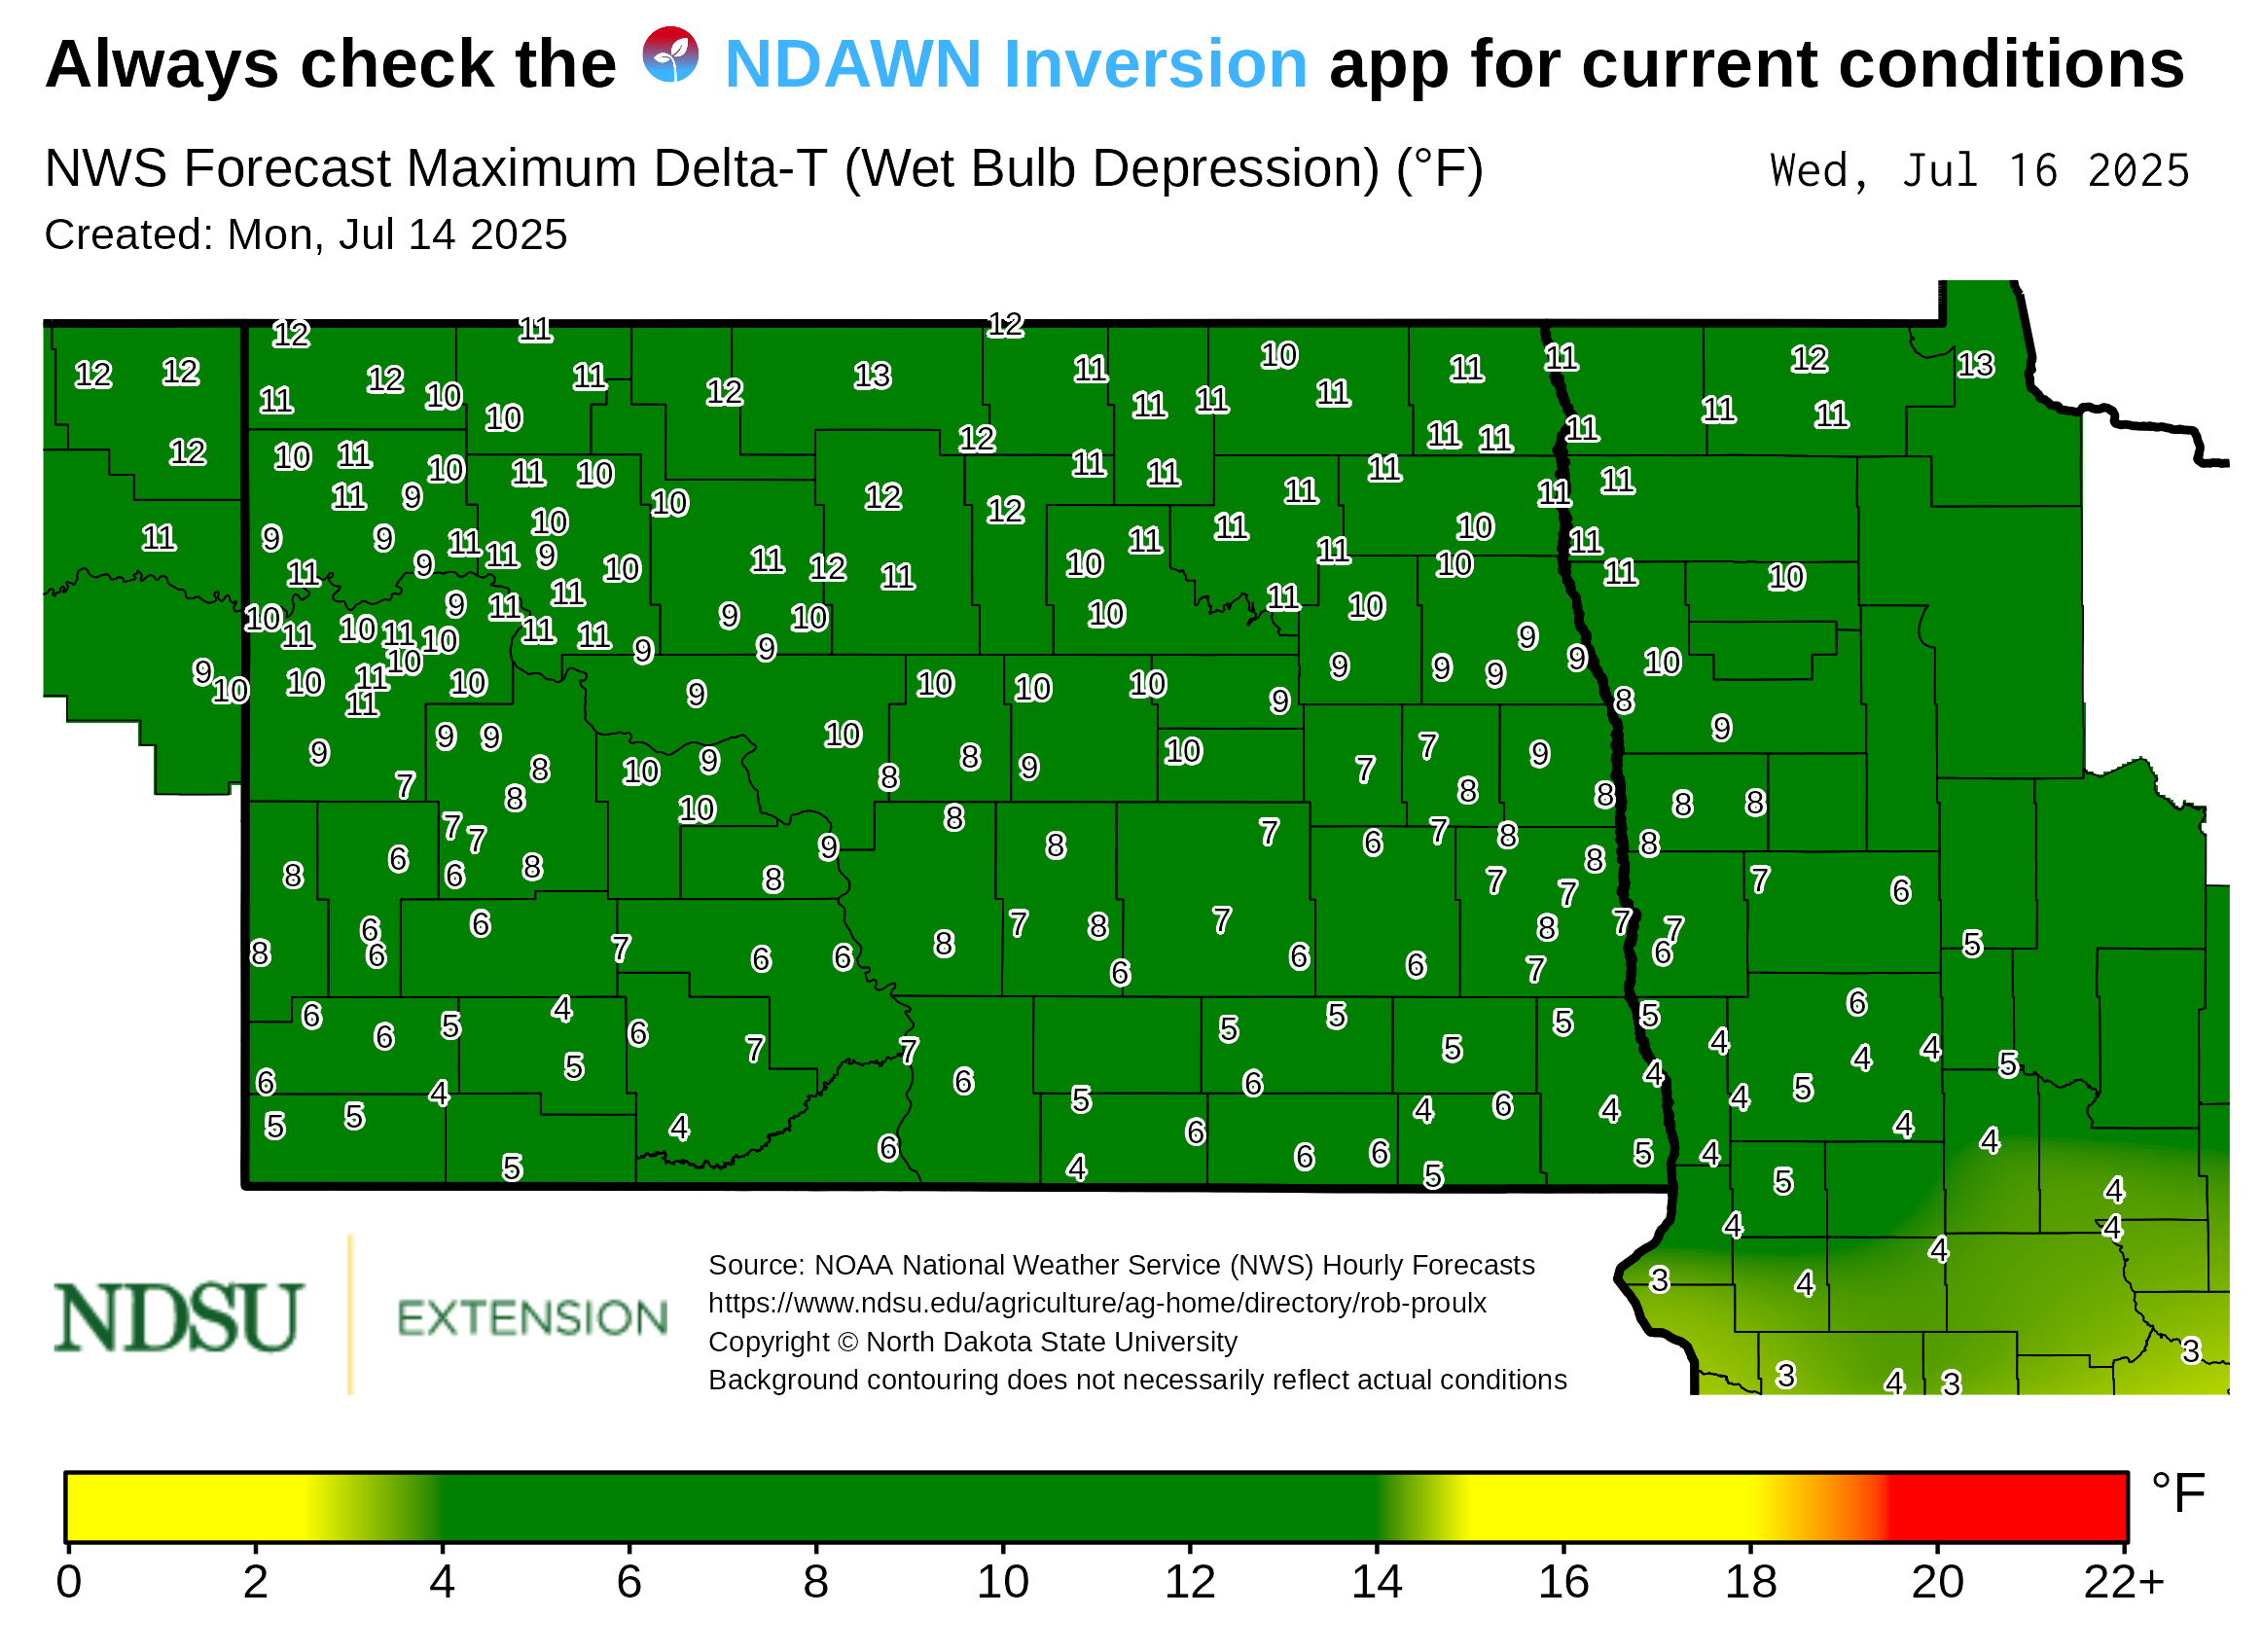 Always check the NDAWN Inversion app for current conditions
NWS Forecast Maximum Delta-T (Wet Bulb Depression) (°F) Wed, Jul 16 2025
Created: Mon, Jul 14 2025
12 11 12
12 12 12 11 12 13 11 10 11 11 12 13
11 10 10 11 11 11 11 11
12 12 11 11 11
10 11 10 11 10 11 11 11
11 9 10 12 12 11 11 11
11 9 9 11 10 11 9 10 11 12 11 11 11 10 11
11 9 11 10 11 10 10 11 10
10 9 11 11 9 10 10 11 10
11 10 11 10 11 11 9 9 9 9
9 10 10 11 10 10 9 10 10 10 9 9 9 10
11 9 8
9 9 9 8 10 9 10 8 9 10 7 9 9
7 8 10 8 8 8 8 8
7 7 9 8 8 7 6 7 8 8
8 6 6 8 8 7 8 7 7 6
6 6 7 8 7 8 7 8 7 7
8 6 6 6 8 6 6 6 7 6 5
6 6 5 4 6 7 7 5 5 5 5 5 4 6
6 4 5 6 5 6 4 6 4 4 4 5 4 4 5
5 5 4 6 6 6 6 4 5 4 4 4
5 4 5 5 4
3 4 4 4 4
3 4 3 3
NDSU EXTENSION
Source: NOAA National Weather Service (NWS) Hourly Forecasts
https://www.ndsu.edu/agriculture/ag-home/directory/rob-proulx
Copyright © North Dakota State University
Background contouring does not necessarily reflect actual conditions
°F
0 2 4 6 8 10 12 14 16 18 20 22+